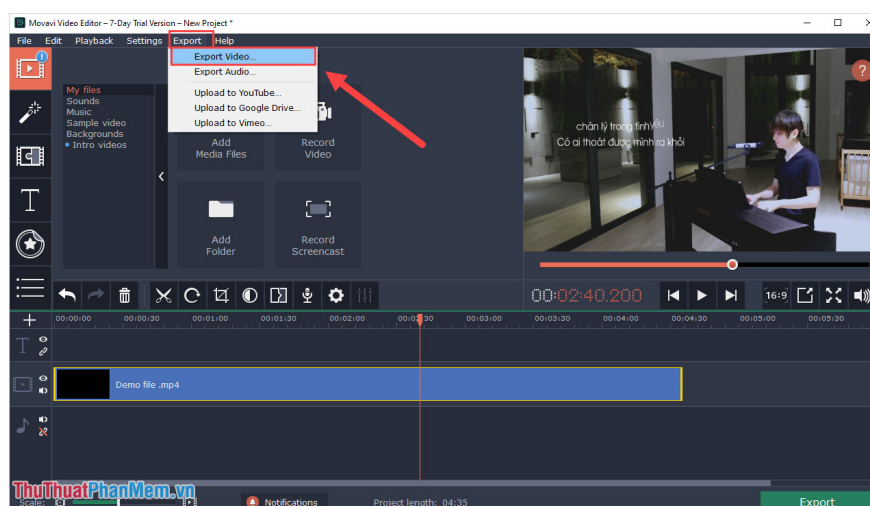 Movavi Video Editor – 7-Day Trial Version – New Project *
File Edit Playback Settings Export Help
Export Video...
Export Audio...
Upload to YouTube...
Upload to Google Drive...
Upload to Vimeo...
My files
Sounds
Music
Sample video
Backgrounds
Intro videos
Add
Media Files
Record
Video
Add
Folder
Record
Screencast
?
chân lý trong tình yêu
Có ai thoát được mình ra khỏi
00:02:40.200
16:9
00:00:00 00:00:30 00:01:00 00:01:30 00:02:00 00:02:30 00:03:00 00:03:30 00:04:00 00:04:30 00:05:00 00:05:30
Demo file .mp4
ThuThuatPhanMem.vn
Scale:
Notifications
Project length: 04:35
Export